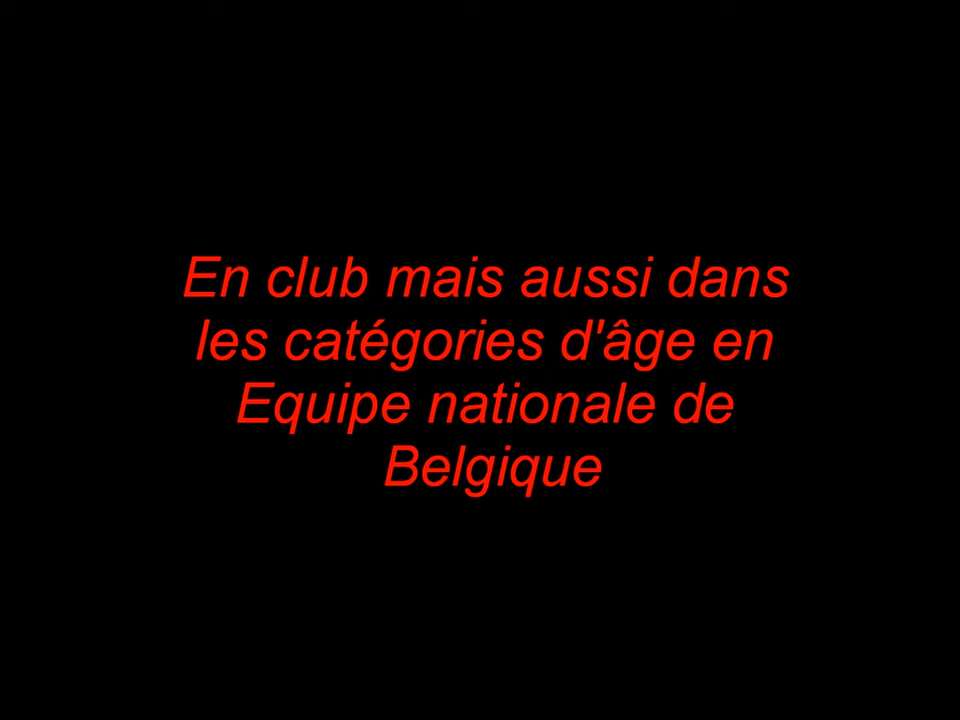 En club mais aussi dans
les catégories d'âge en
Equipe nationale de
Belgique